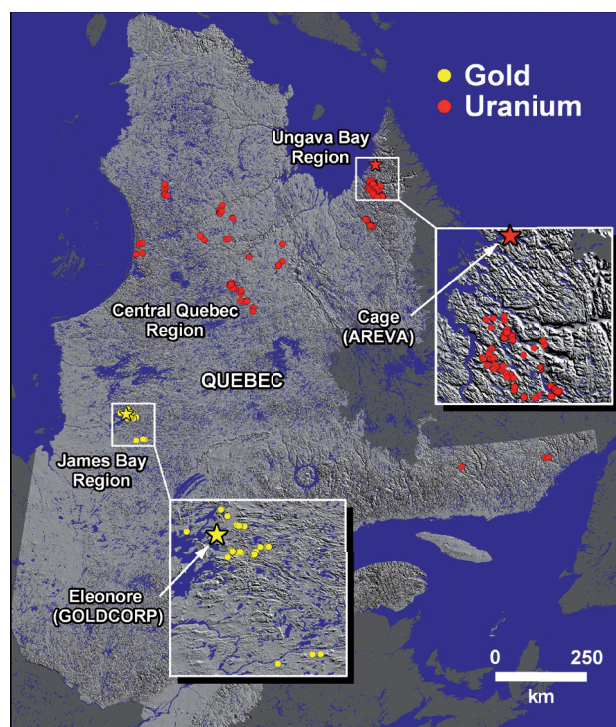 Gold
Uranium
Ungava Bay
Region
Cage
(AREVA)
Central Quebec
Region
QUEBEC
James Bay
Region
Eleonore
(GOLDCORP)
0 250
km